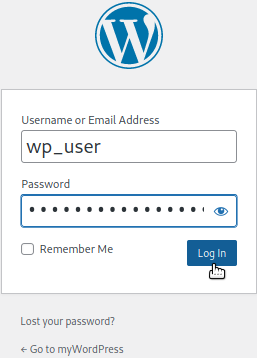 Username or Email Address
wp_user
Password
••••••••••••••••
Remember Me
Log In
Lost your password?
← Go to myWordPress